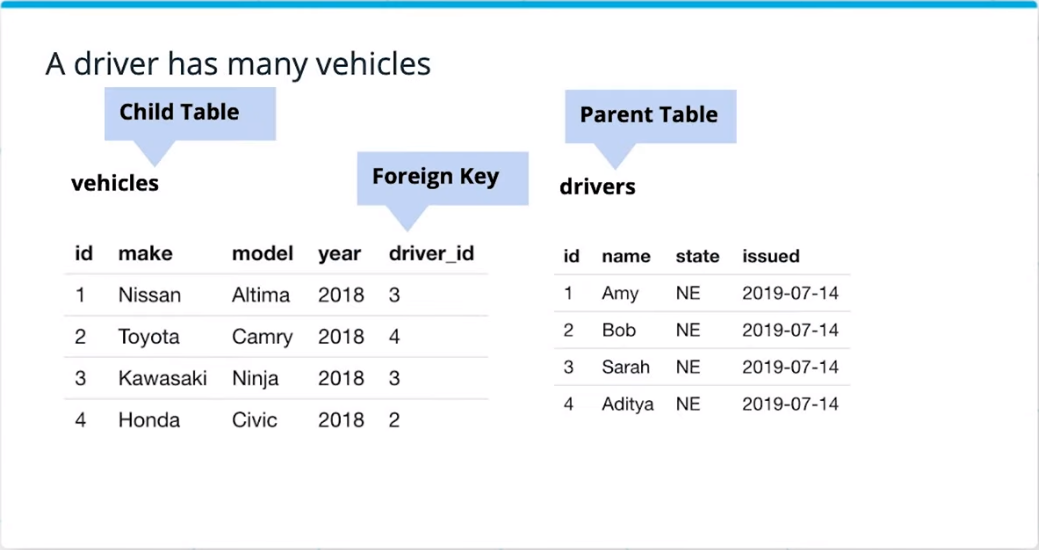 A driver has many vehicles
Child Table
Parent Table
Foreign Key
vehicles
drivers
id make model year driver_id
1 Nissan Altima 2018 3
2 Toyota Camry 2018 4
3 Kawasaki Ninja 2018 3
4 Honda Civic 2018 2
id name state issued
1 Amy NE 2019-07-14
2 Bob NE 2019-07-14
3 Sarah NE 2019-07-14
4 Aditya NE 2019-07-14